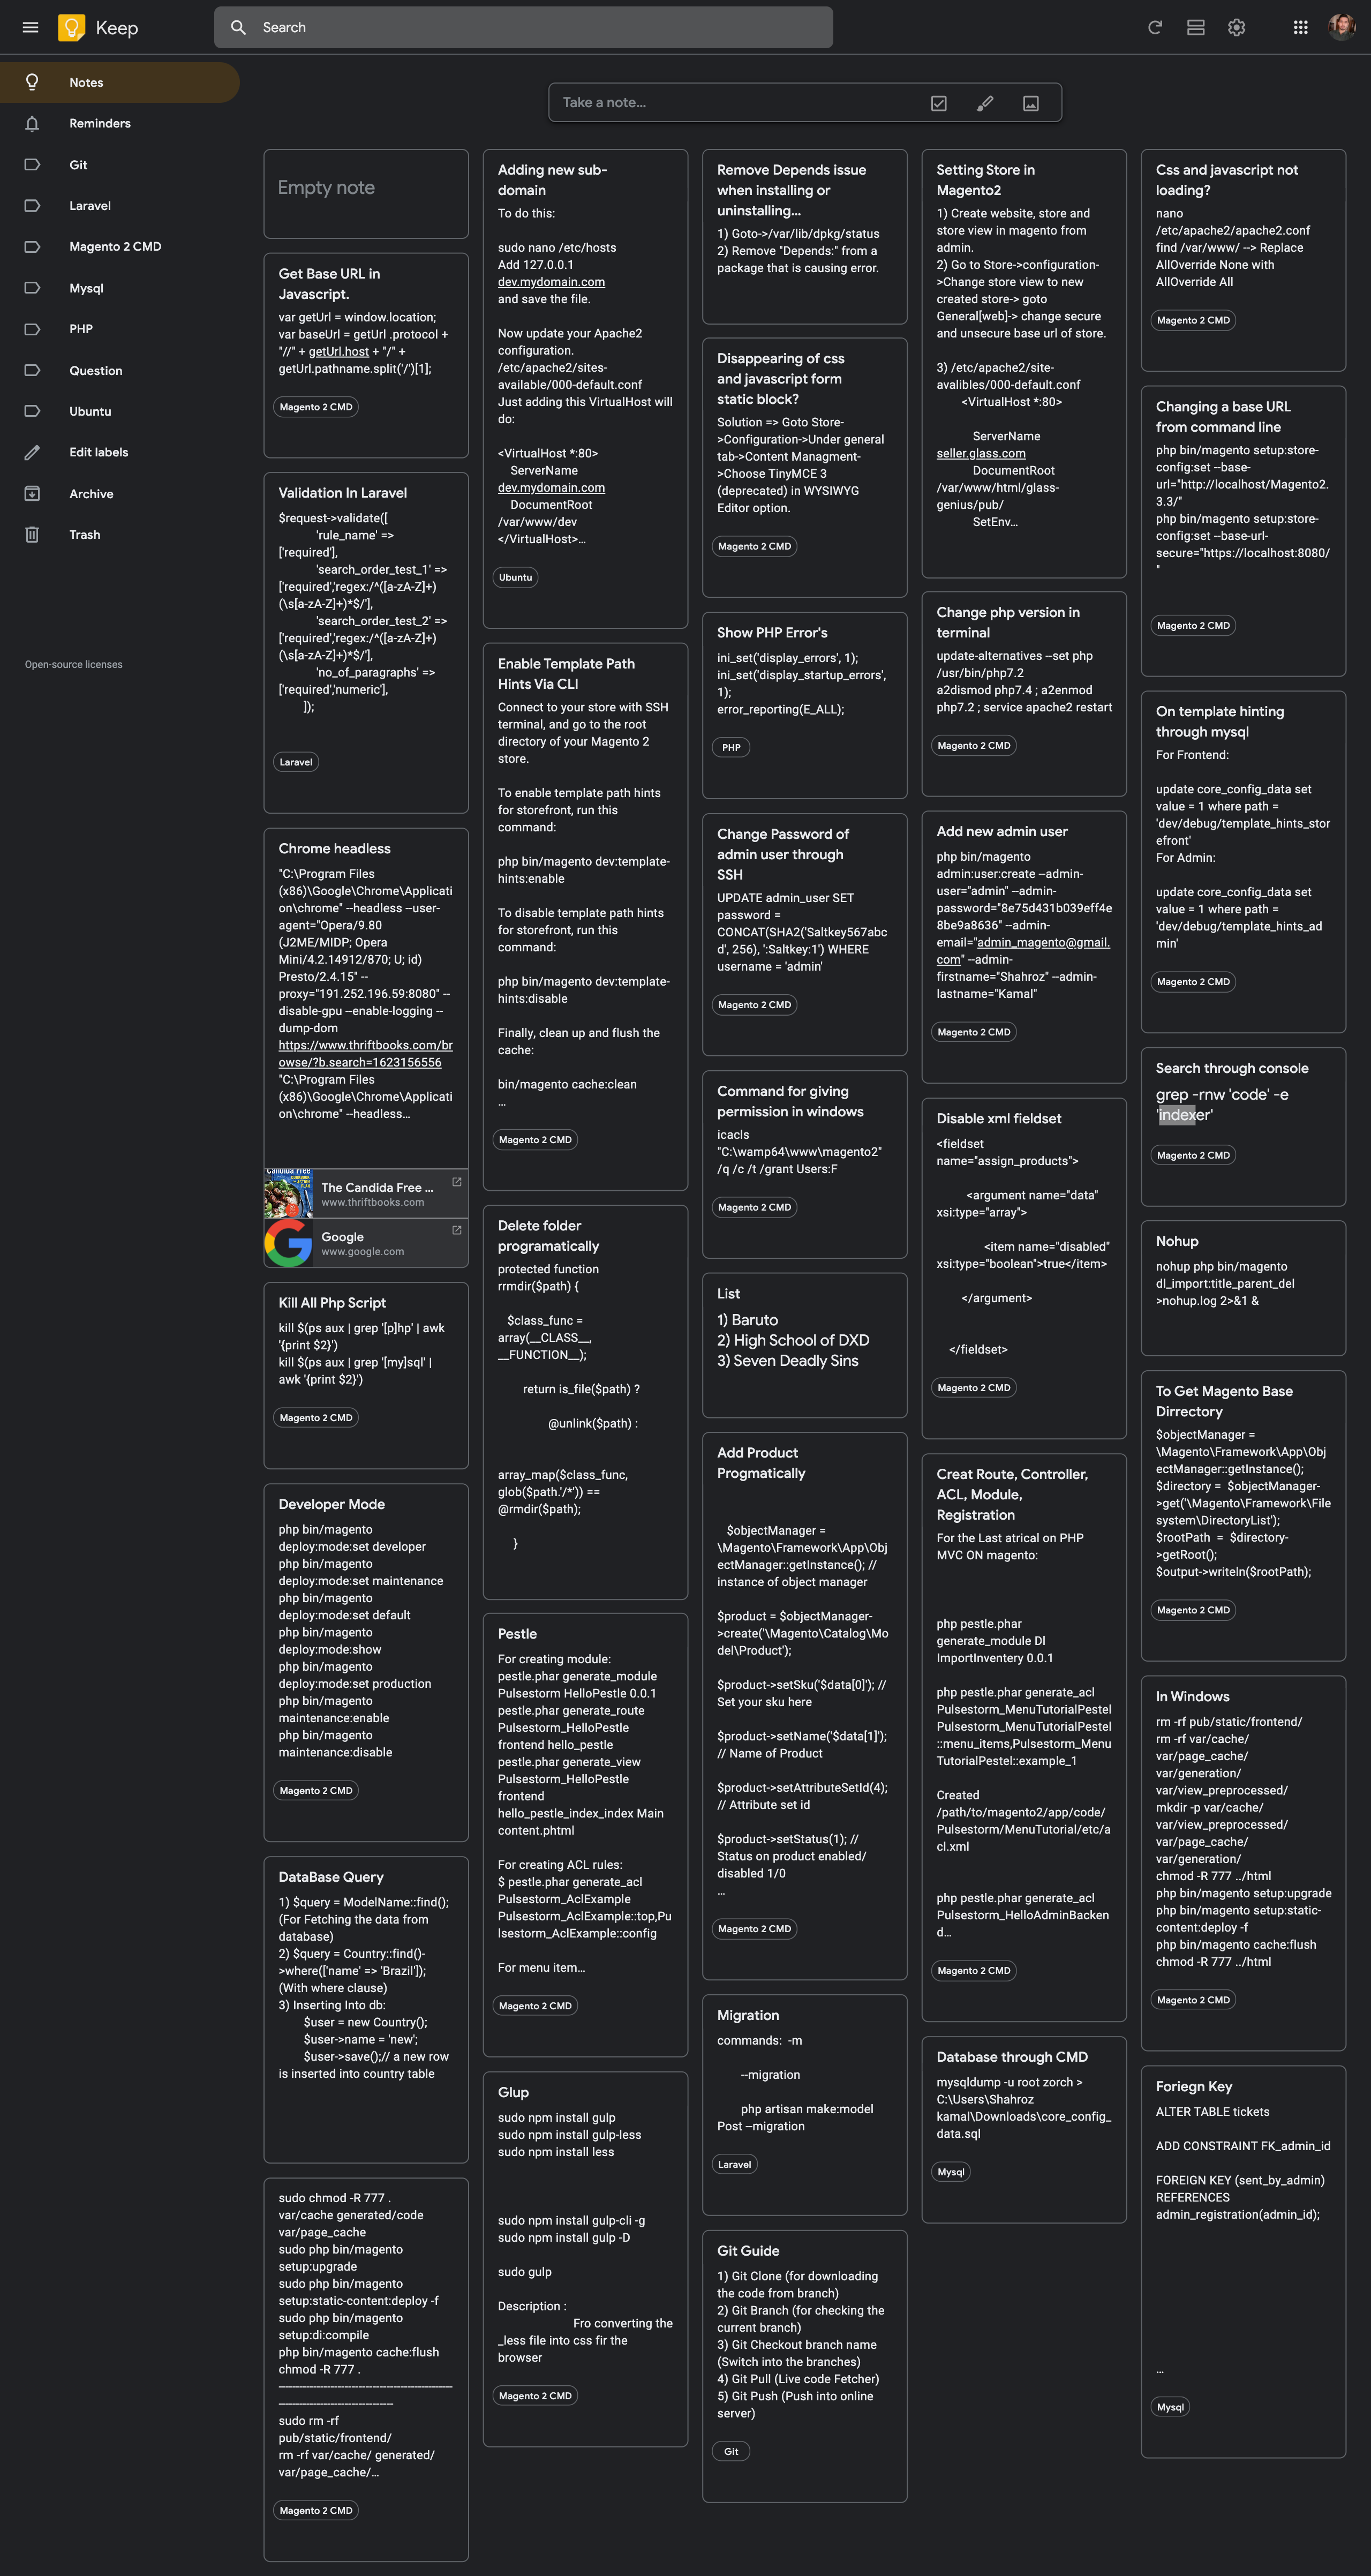 Keep
Search
Notes
Reminders
Git
Laravel
Magento 2 CMD
Mysql
PHP
Question
Ubuntu
Edit labels
Archive
Trash
Open-source licenses
Take a note...
Empty note
Get Base URL in
Javascript.
var getUrl = window.location;
var baseUrl = getUrl .protocol +
"//" + getUrl.host + "/" +
getUrl.pathname.split('/')[1];
Magento 2 CMD
Validation In Laravel
$request->validate([
'rule_name' =>
['required'],
'search_order_test_1' =>
['required','regex:/^([a-zA-Z]+)
(\s[a-zA-Z]+)*$/'],
'search_order_test_2' =>
['required','regex:/^([a-zA-Z]+)
(\s[a-zA-Z]+)*$/'],
'no_of_paragraphs' =>
['required','numeric'],
]);
Laravel
Chrome headless
"C:\Program Files
(x86)\Google\Chrome\Applicati
on\chrome" --headless --user-
agent="Opera/9.80
(J2ME/MIDP; Opera
Mini/4.2.14912/870; U; id)
Presto/2.4.15" --
proxy="191.252.196.59:8080" --
disable-gpu --enable-logging --
dump-dom
https://www.thriftbooks.com/br
owse/?b.search=1623156556
"C:\Program Files
(x86)\Google\Chrome\Applicati
on\chrome" --headless...
The Candida Free ...
www.thriftbooks.com
Google
www.google.com
Kill All Php Script
kill $(ps aux | grep '[p]hp' | awk
'{print $2}')
kill $(ps aux | grep '[my]sql' |
awk '{print $2}')
Magento 2 CMD
Developer Mode
php bin/magento
deploy:mode:set developer
php bin/magento
deploy:mode:set maintenance
php bin/magento
deploy:mode:set default
php bin/magento
deploy:mode:show
php bin/magento
deploy:mode:set production
php bin/magento
maintenance:enable
php bin/magento
maintenance:disable
Magento 2 CMD
DataBase Query
1) $query = ModelName::find();
(For Fetching the data from
database)
2) $query = Country::find()-
>where(['name' => 'Brazil']);
(With where clause)
3) Inserting Into db:
$user = new Country();
$user->name = 'new';
$user->save();// a new row
is inserted into country table
sudo chmod -R 777 .
var/cache generated/code
var/page_cache
sudo php bin/magento
setup:upgrade
sudo php bin/magento
setup:static-content:deploy -f
sudo php bin/magento
setup:di:compile
php bin/magento cache:flush
chmod -R 777 .
--------------------------------------------------
---------------------------------
sudo rm -rf
pub/static/frontend/
rm -rf var/cache/ generated/
var/page_cache/...
Magento 2 CMD
Adding new sub-
domain
To do this:
sudo nano /etc/hosts
Add 127.0.0.1
dev.mydomain.com
and save the file.
Now update your Apache2
configuration.
/etc/apache2/sites-
available/000-default.conf
Just adding this VirtualHost will
do:
<VirtualHost *:80>
ServerName
dev.mydomain.com
DocumentRoot
/var/www/dev
</VirtualHost>...
Ubuntu
Enable Template Path
Hints Via CLI
Connect to your store with SSH
terminal, and go to the root
directory of your Magento 2
store.
To enable template path hints
for storefront, run this
command:
php bin/magento dev:template-
hints:enable
To disable template path hints
for storefront, run this
command:
php bin/magento dev:template-
hints:disable
Finally, clean up and flush the
cache:
bin/magento cache:clean
...
Magento 2 CMD
Delete folder
programatically
protected function
rrmdir($path) {
$class_func =
array(__CLASS__,
__FUNCTION__);
return is_file($path) ?
@unlink($path) :
array_map($class_func,
glob($path.'/*')) ==
@rmdir($path);
}
Pestle
For creating module:
pestle.phar generate_module
Pulsestorm HelloPestle 0.0.1
pestle.phar generate_route
Pulsestorm_HelloPestle
frontend hello_pestle
pestle.phar generate_view
Pulsestorm_HelloPestle
frontend
hello_pestle_index_index Main
content.phtml
For creating ACL rules:
$ pestle.phar generate_acl
Pulsestorm_AclExample
Pulsestorm_AclExample::top,Pu
lsestorm_AclExample::config
For menu item...
Magento 2 CMD
Glup
sudo npm install gulp
sudo npm install gulp-less
sudo npm install less
sudo npm install gulp-cli -g
sudo npm install gulp -D
sudo gulp
Description :
Fro converting the
_less file into css fir the
browser
Magento 2 CMD
Remove Depends issue
when installing or
uninstalling...
1) Goto->/var/lib/dpkg/status
2) Remove "Depends:" from a
package that is causing error.
Disappearing of css
and javascript form
static block?
Solution => Goto Store-
>Configuration->Under general
tab->Content Managment-
>Choose TinyMCE 3
(deprecated) in WYSIWYG
Editor option.
Magento 2 CMD
Show PHP Error's
ini_set('display_errors', 1);
ini_set('display_startup_errors',
1);
error_reporting(E_ALL);
PHP
Change Password of
admin user through
SSH
UPDATE admin_user SET
password =
CONCAT(SHA2('Saltkey567abc
d', 256), ':Saltkey:1') WHERE
username = 'admin'
Magento 2 CMD
Command for giving
permission in windows
icacls
"C:\wamp64\www\magento2"
/q /c /t /grant Users:F
Magento 2 CMD
List
1) Baruto
2) High School of DXD
3) Seven Deadly Sins
Add Product
Progmatically
$objectManager =
\Magento\Framework\App\Obj
ectManager::getInstance(); //
instance of object manager
$product = $objectManager-
>create('\Magento\Catalog\Mo
del\Product');
$product->setSku('$data[0]'); //
Set your sku here
$product->setName('$data[1]');
// Name of Product
$product->setAttributeSetId(4);
// Attribute set id
$product->setStatus(1); //
Status on product enabled/
disabled 1/0
...
Magento 2 CMD
Migration
commands:  -m
--migration
php artisan make:model
Post --migration
Laravel
Git Guide
1) Git Clone (for downloading
the code from branch)
2) Git Branch (for checking the
current branch)
3) Git Checkout branch name
(Switch into the branches)
4) Git Pull (Live code Fetcher)
5) Git Push (Push into online
server)
Git
Setting Store in
Magento2
1) Create website, store and
store view in magento from
admin.
2) Go to Store->configuration-
>Change store view to new
created store-> goto
General[web]-> change secure
and unsecure base url of store.
3) /etc/apache2/site-
avalibles/000-default.conf
<VirtualHost *:80>
ServerName
seller.glass.com
DocumentRoot
/var/www/html/glass-
genius/pub/
SetEnv...
Change php version in
terminal
update-alternatives --set php
/usr/bin/php7.2
a2dismod php7.4 ; a2enmod
php7.2 ; service apache2 restart
Magento 2 CMD
Add new admin user
php bin/magento
admin:user:create --admin-
user="admin" --admin-
password="8e75d431b039eff4e
8be9a8636" --admin-
email="admin_magento@gmail.
com" --admin-
firstname="Shahroz" --admin-
lastname="Kamal"
Magento 2 CMD
Disable xml fieldset
<fieldset
name="assign_products">
<argument name="data"
xsi:type="array">
<item name="disabled"
xsi:type="boolean">true</item>
</argument>
</fieldset>
Magento 2 CMD
Creat Route, Controller,
ACL, Module,
Registration
For the Last atrical on PHP
MVC ON magento:
php pestle.phar
generate_module DI
ImportInventery 0.0.1
php pestle.phar generate_acl
Pulsestorm_MenuTutorialPestel
Pulsestorm_MenuTutorialPestel
::menu_items,Pulsestorm_Menu
TutorialPestel::example_1
Created
/path/to/magento2/app/code/
Pulsestorm/MenuTutorial/etc/a
cl.xml
php pestle.phar generate_acl
Pulsestorm_HelloAdminBacken
d...
Magento 2 CMD
Database through CMD
mysqldump -u root zorch >
C:\Users\Shahroz
kamal\Downloads\core_config_
data.sql
Mysql
Css and javascript not
loading?
nano
/etc/apache2/apache2.conf
find /var/www/ --> Replace
AllOverride None with
AllOverride All
Magento 2 CMD
Changing a base URL
from command line
php bin/magento setup:store-
config:set --base-
url="http://localhost/Magento2.
3.3/"
php bin/magento setup:store-
config:set --base-url-
secure="https://localhost:8080/
"
Magento 2 CMD
On template hinting
through mysql
For Frontend:
update core_config_data set
value = 1 where path =
'dev/debug/template_hints_stor
efront'
For Admin:
update core_config_data set
value = 1 where path =
'dev/debug/template_hints_ad
min'
Magento 2 CMD
Search through console
grep -rnw 'code' -e
'indexer'
Magento 2 CMD
Nohup
nohup php bin/magento
dl_import:title_parent_del
>nohup.log 2>&1 &
To Get Magento Base
Dirrectory
$objectManager =
\Magento\Framework\App\Obj
ectManager::getInstance();
$directory =  $objectManager-
>get('\Magento\Framework\File
system\DirectoryList');
$rootPath  =  $directory-
>getRoot();
$output->writeln($rootPath);
Magento 2 CMD
In Windows
rm -rf pub/static/frontend/
rm -rf var/cache/
var/page_cache/
var/generation/
var/view_preprocessed/
mkdir -p var/cache/
var/view_preprocessed/
var/page_cache/
var/generation/
chmod -R 777 ../html
php bin/magento setup:upgrade
php bin/magento setup:static-
content:deploy -f
php bin/magento cache:flush
chmod -R 777 ../html
Magento 2 CMD
Foriegn Key
ALTER TABLE tickets
ADD CONSTRAINT FK_admin_id
FOREIGN KEY (sent_by_admin)
REFERENCES
admin_registration(admin_id);
...
Mysql